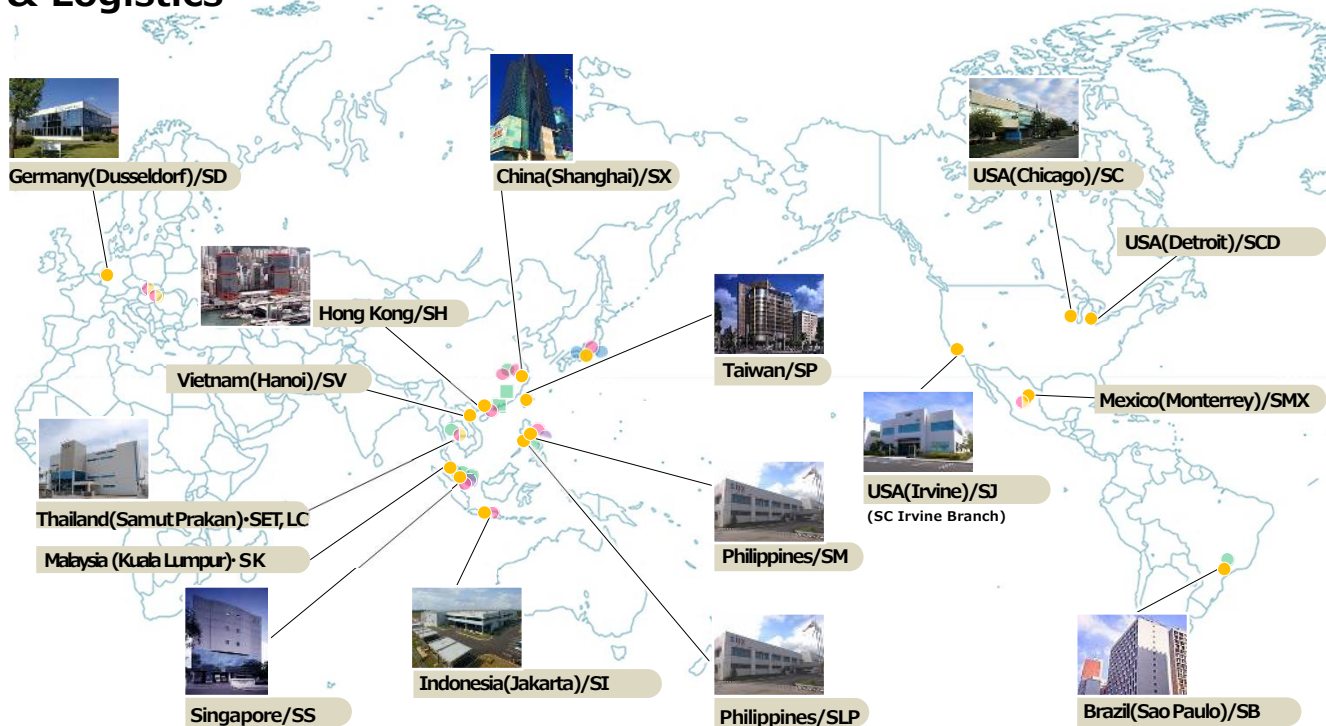 & Logistics
Germany(Dusseldorf)/SD
China(Shanghai)/SX
USA(Chicago)/SC
USA(Detroit)/SCD
Hong Kong/SH
Vietnam(Hanoi)/SV
Taiwan/SP
Mexico(Monterrey)/SMX
USA(Irvine)/SJ
(SC Irvine Branch)
Thailand(Samut Prakan)•SET, LC
Malaysia (Kuala Lumpur)• SK
Philippines/SM
Singapore/SS
Indonesia(Jakarta)/SI
Philippines/SLP
Brazil(Sao Paulo)/SB